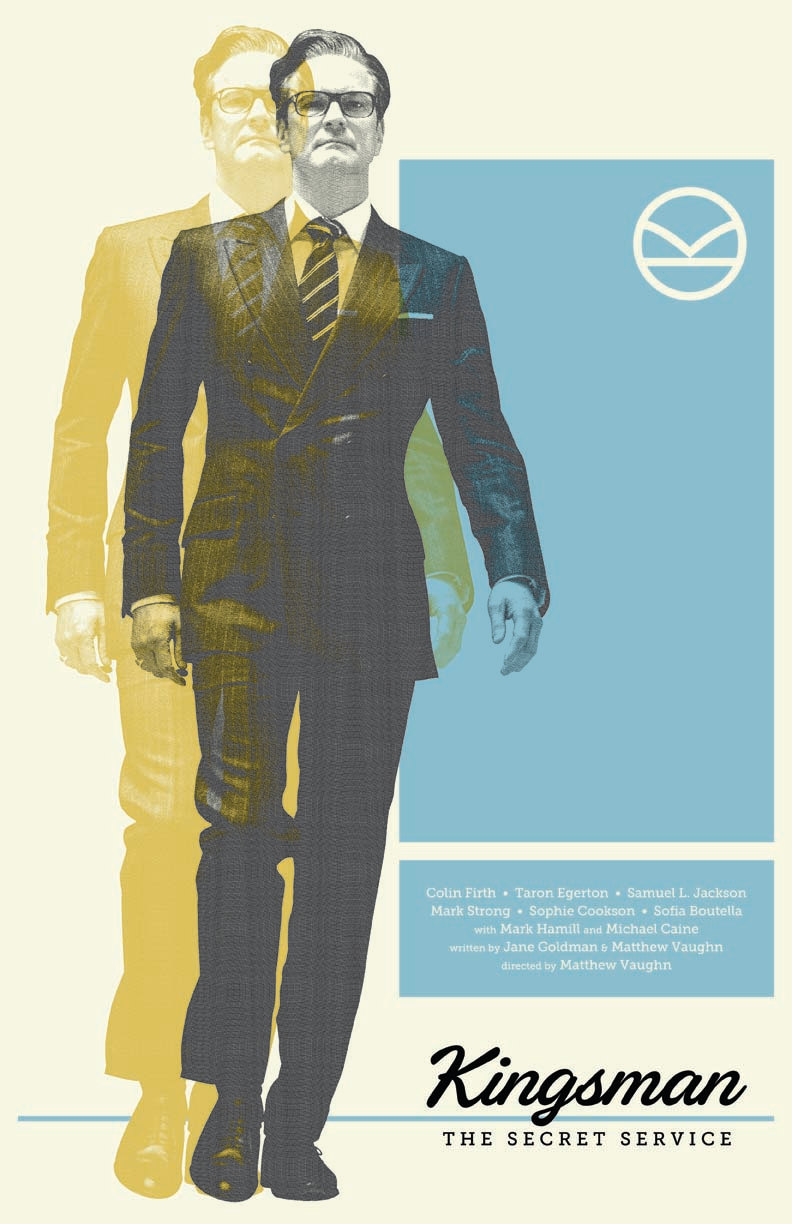 Colin Firth • Taron Egerton • Samuel L. Jackson
Mark Strong • Sophie Cookson • Sofia Boutella
with Mark Hamill and Michael Caine
written by Jane Goldman & Matthew Vaughn
directed by Matthew Vaughn
Kingsman
THE SECRET SERVICE